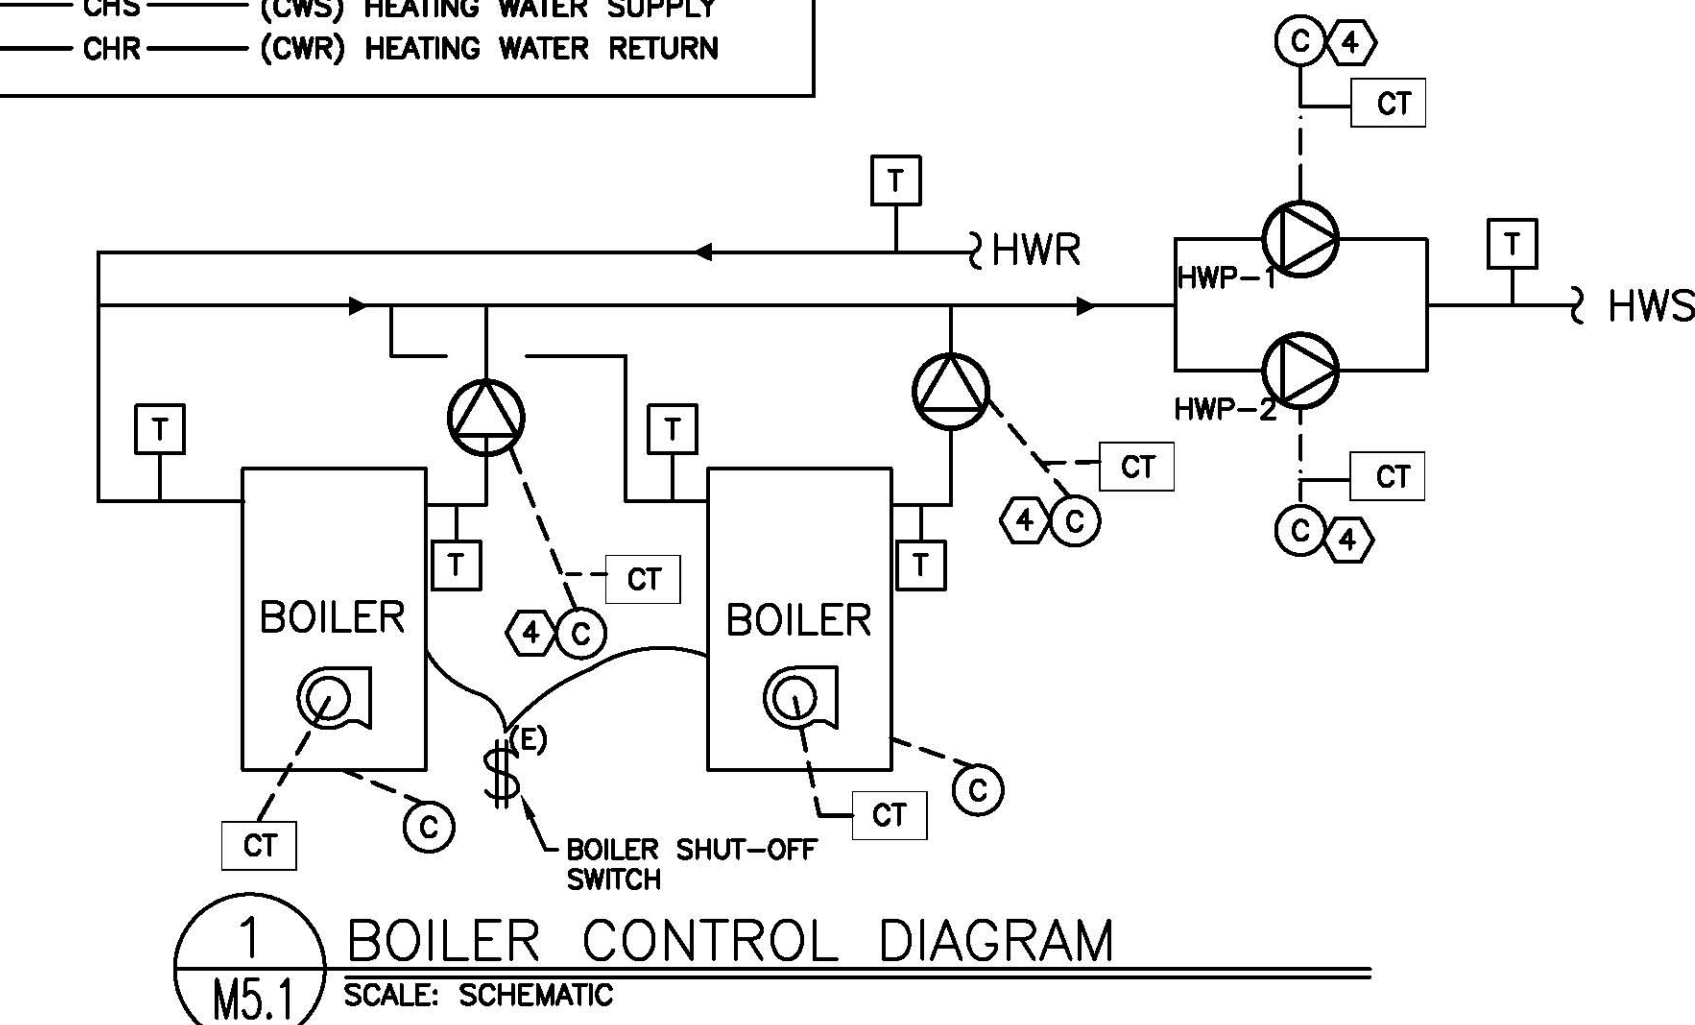 CHS (CWS) HEATING WATER SUPPLY
CHR (CWR) HEATING WATER RETURN
C 4
CT
T
HWR
HWP-1
T
HWS
HWP-2
T
T
CT
4 C
CT
C 4
T
T
CT
4 C
BOILER
BOILER
(E)
$
C
CT
C
CT
BOILER SHUT-OFF
SWITCH
1
M5.1
BOILER CONTROL DIAGRAM
SCALE: SCHEMATIC